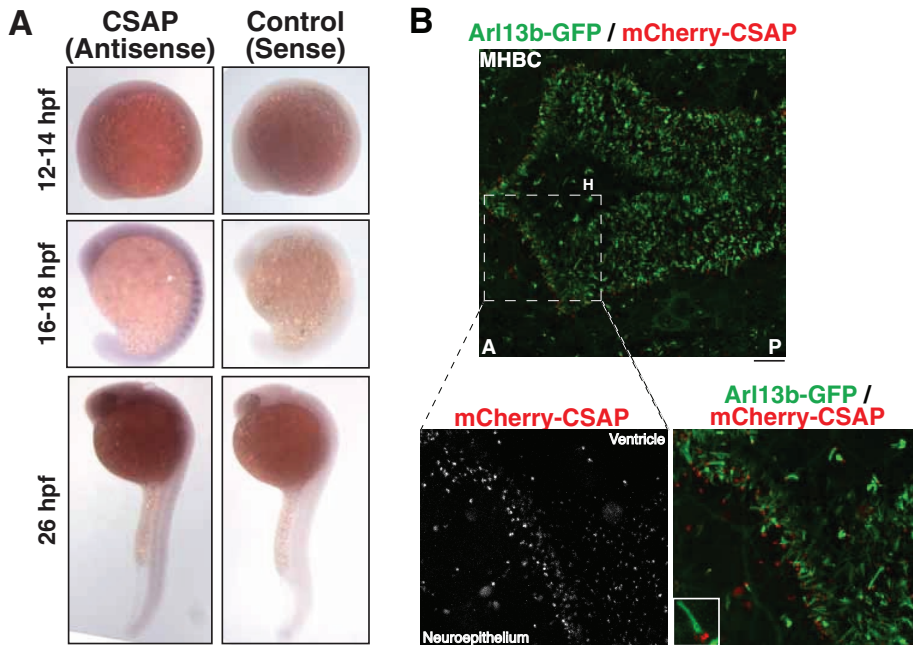 A
CSAP
(Antisense)
Control
(Sense)
12-14 hpf
16-18 hpf
26 hpf
B
Arl13b-GFP / mCherry-CSAP
MHBC
H
A
P
mCherry-CSAP
Ventricle
Neuroepithelium
Arl13b-GFP /
mCherry-CSAP